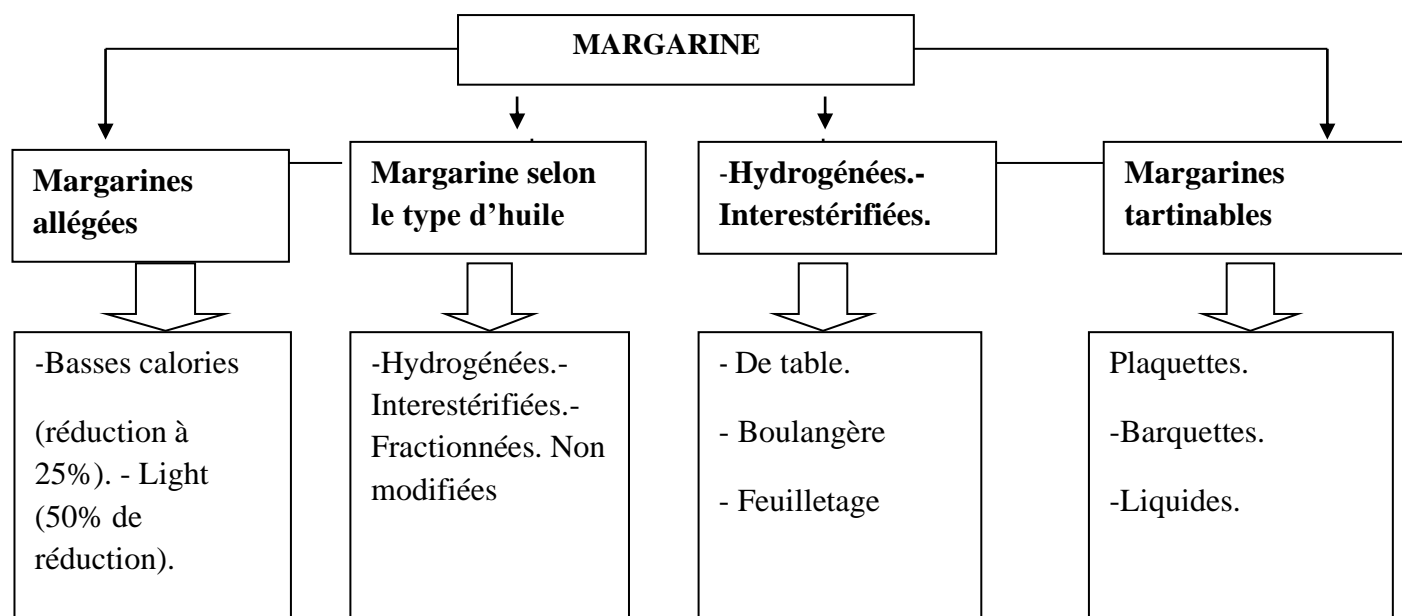 MARGARINE
Margarines
allégées
Margarine selon
le type d’huile
-Hydrogénées.-
Interestérifiées.
Margarines
tartinables
-Basses calories
(réduction à
25%). - Light
(50% de
réduction).
-Hydrogénées.-
Interestérifiées.-
Fractionnées. Non
modifiées
- De table.
- Boulangère
- Feuilletage
Plaquettes.
-Barquettes.
-Liquides.